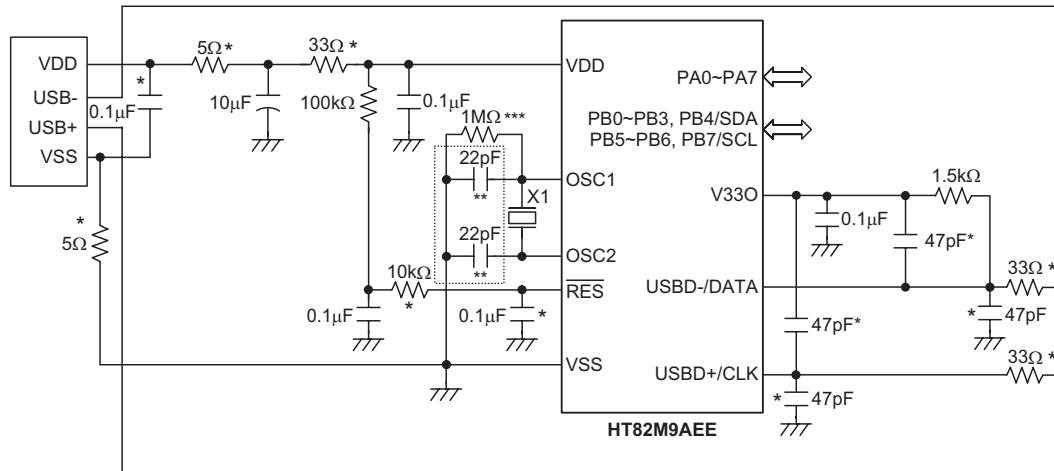 VDD
USB-
USB+
VSS
*
0.1µF
5Ω*
10µF
33Ω *
100kΩ
0.1µF
1MΩ ***
22pF
**
X1
22pF
**
*
5Ω
10kΩ
*
0.1µF
0.1µF
*
VDD
OSC1
OSC2
RES
VSS
PA0~PA7
PB0~PB3, PB4/SDA
PB5~PB6, PB7/SCL
V33O
USBD-/DATA
USBD+/CLK
HT82M9AEE
1.5kΩ
0.1µF
47pF*
33Ω *
47pF*
*
47pF
33Ω *
*
47pF